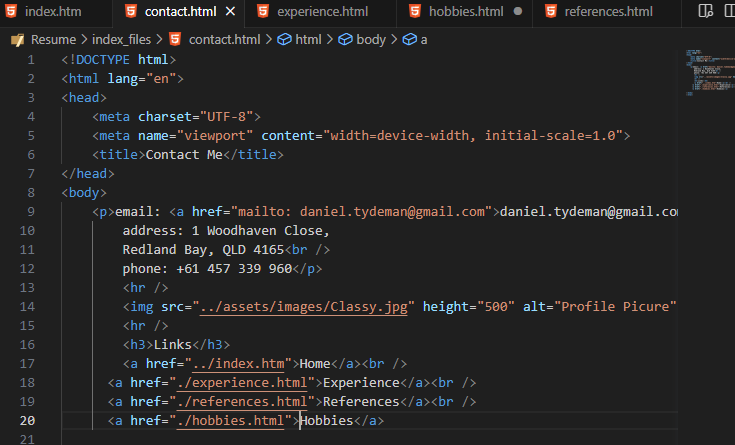 index.htm contact.html experience.html hobbies.html references.html
Resume > index_files > contact.html > html > body > a
1 <!DOCTYPE html>
2 <html lang="en">
3 <head>
4 <meta charset="UTF-8">
5 <meta name="viewport" content="width=device-width, initial-scale=1.0">
6 <title>Contact Me</title>
7 </head>
8 <body>
9 <p>email: <a href="mailto: daniel.tydeman@gmail.com">daniel.tydeman@gmail.co
10 address: 1 Woodhaven Close,
11 Redland Bay, QLD 4165<br />
12 phone: +61 457 339 960</p>
13 <hr />
14 <img src="../assets/images/Classy.jpg" height="500" alt="Profile Picure"
15 <hr />
16 <h3>Links</h3>
17 <a href="../index.htm">Home</a><br />
18 <a href="./experience.html">Experience</a><br />
19 <a href="./references.html">References</a><br />
20 <a href="./hobbies.html">Hobbies</a>
21